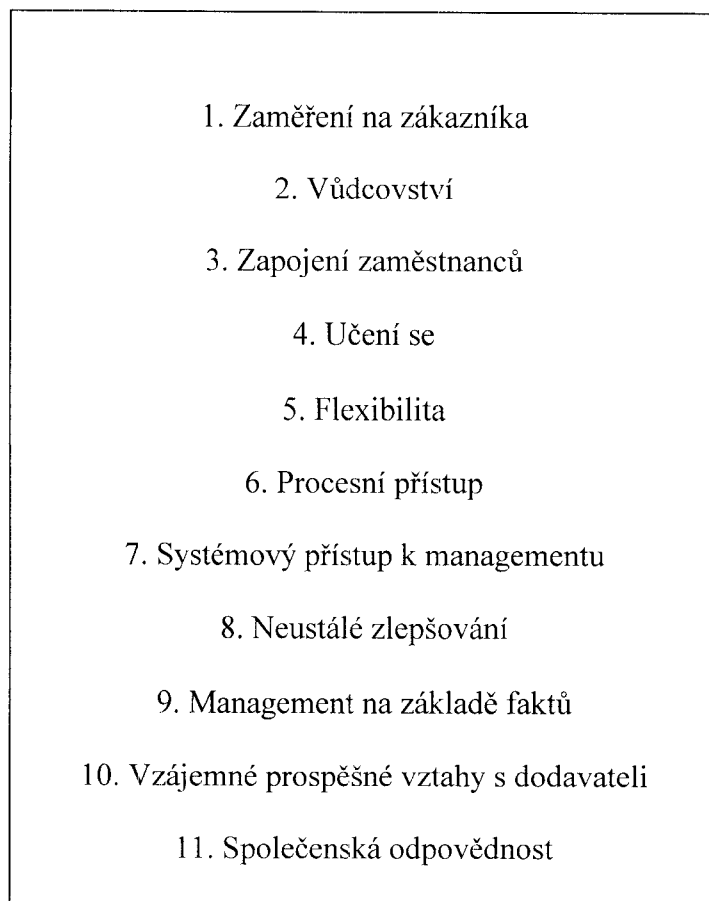 1. Zaměření na zákazníka
2. Vůdcovství
3. Zapojení zaměstnanců
4. Učení se
5. Flexibilita
6. Procesní přístup
7. Systémový přístup k managementu
8. Neustálé zlepšování
9. Management na základě faktů
10. Vzájemné prospěšné vztahy s dodavateli
11. Společenská odpovědnost